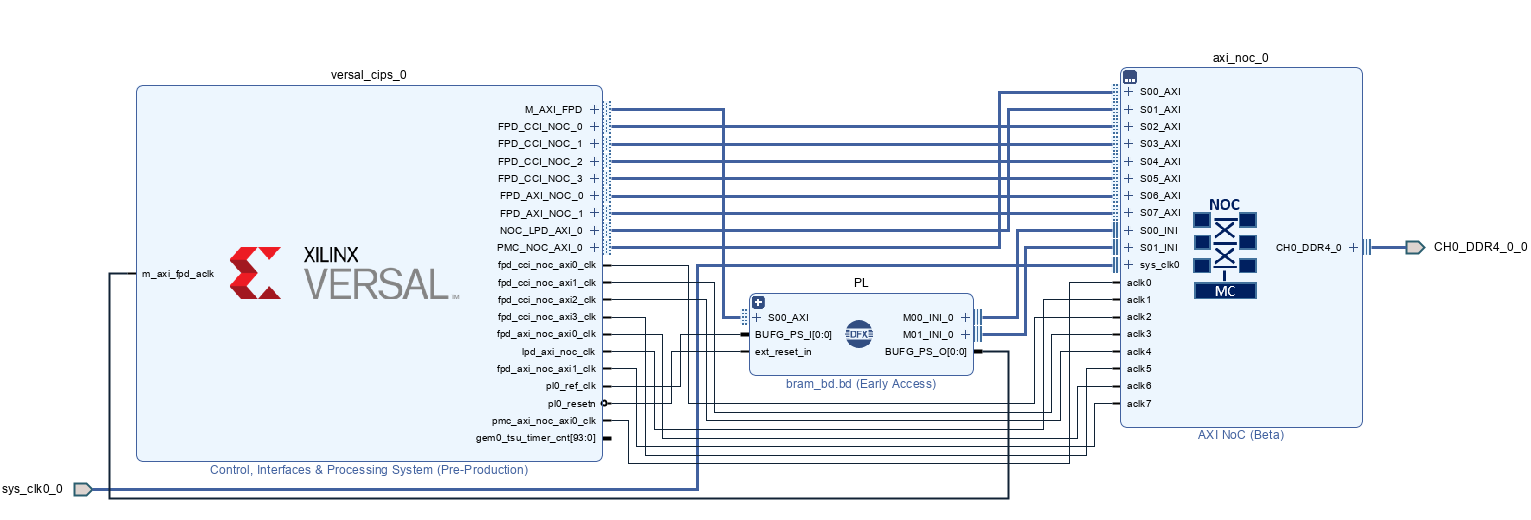 versal_cips_0
M_AXI_FPD
FPD_CCI_NOC_0
FPD_CCI_NOC_1
FPD_CCI_NOC_2
FPD_CCI_NOC_3
FPD_AXI_NOC_0
FPD_AXI_NOC_1
NOC_LPD_AXI_0
PMC_NOC_AXI_0
fpd_cci_noc_axi0_clk
fpd_cci_noc_axi1_clk
fpd_cci_noc_axi2_clk
fpd_cci_noc_axi3_clk
fpd_axi_noc_axi0_clk
lpd_axi_noc_clk
fpd_axi_noc_axi1_clk
pl0_ref_clk
pl0_resetn
pmc_axi_noc_axi0_clk
gem0_tsu_timer_cnt[93:0]
m_axi_fpd_aclk
XILINX
VERSAL
Control, Interfaces & Processing System (Pre-Production)
sys_clk0_0
PL
S00_AXI
BUFG_PS_I[0:0]
ext_reset_in
DFX
M00_INI_0
M01_INI_0
BUFG_PS_O[0:0]
bram_bd.bd (Early Access)
axi_noc_0
S00_AXI
S01_AXI
S02_AXI
S03_AXI
S04_AXI
S05_AXI
S06_AXI
S07_AXI
S00_INI
S01_INI
sys_clk0
aclk0
aclk1
aclk2
aclk3
aclk4
aclk5
aclk6
aclk7
NOC
MC
CH0_DDR4_0
AXI NoC (Beta)
CH0_DDR4_0_0